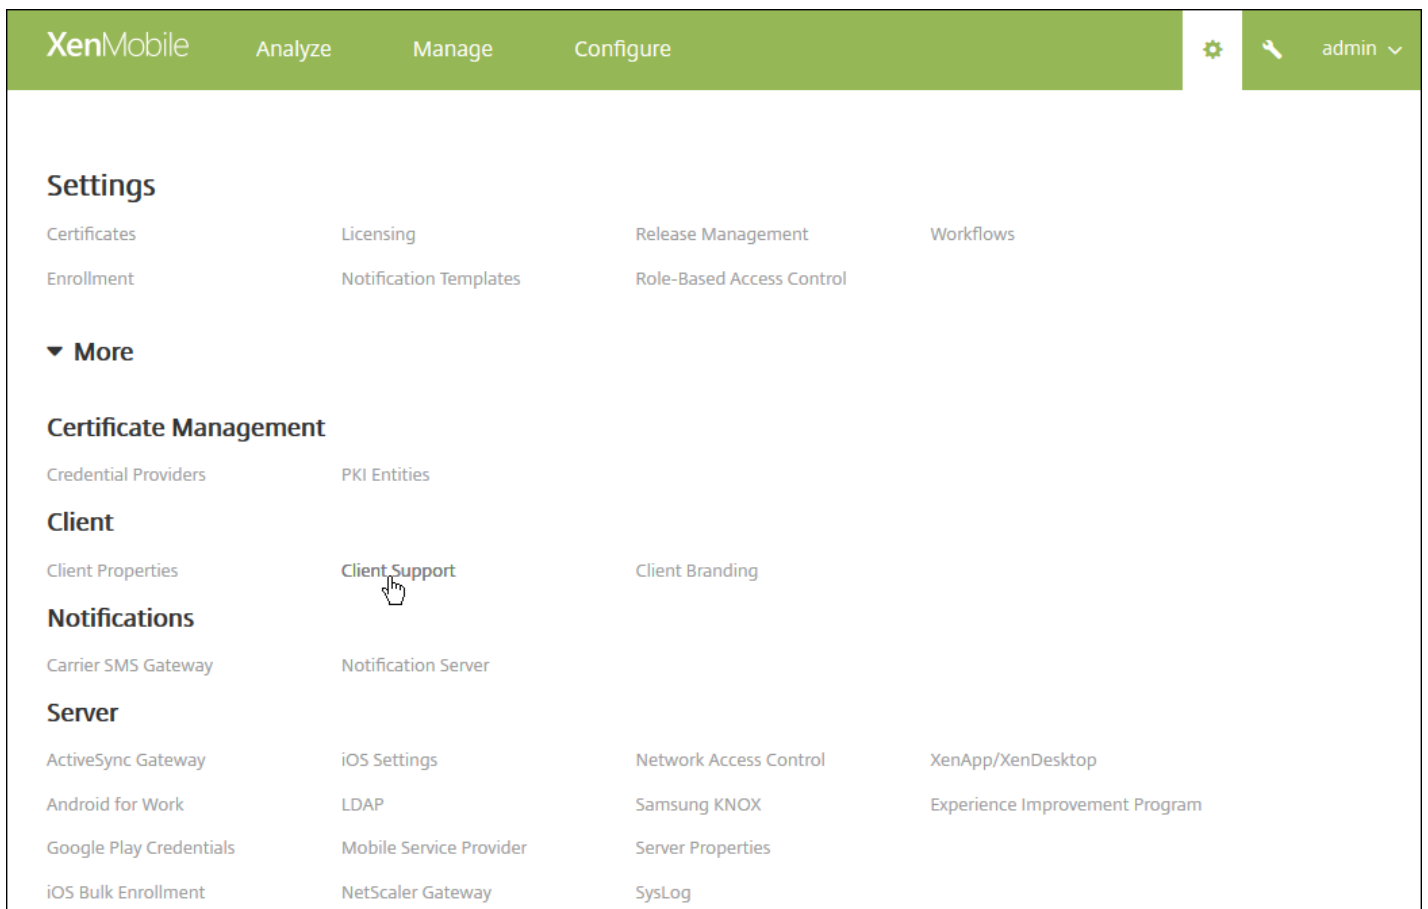 XenMobile Analyze Manage Configure admin
Settings
Certificates Licensing Release Management Workflows
Enrollment Notification Templates Role-Based Access Control
More
Certificate Management
Credential Providers PKI Entities
Client
Client Properties Client Support Client Branding
Notifications
Carrier SMS Gateway Notification Server
Server
ActiveSync Gateway iOS Settings Network Access Control XenApp/XenDesktop
Android for Work LDAP Samsung KNOX Experience Improvement Program
Google Play Credentials Mobile Service Provider Server Properties
iOS Bulk Enrollment NetScaler Gateway SysLog